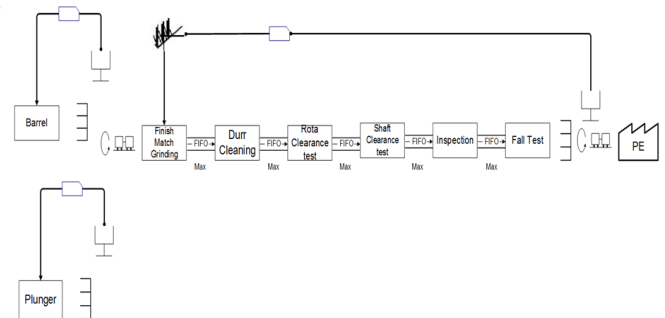 Barrel
Finish
Match
Grinding
FIFO
Max
Durr
Cleaning
FIFO
Max
Rota
Clearance
test
FIFO
Max
Shaft
Clearance
test
FIFO
Max
Inspection
FIFO
Max
Fall Test
PE
Plunger